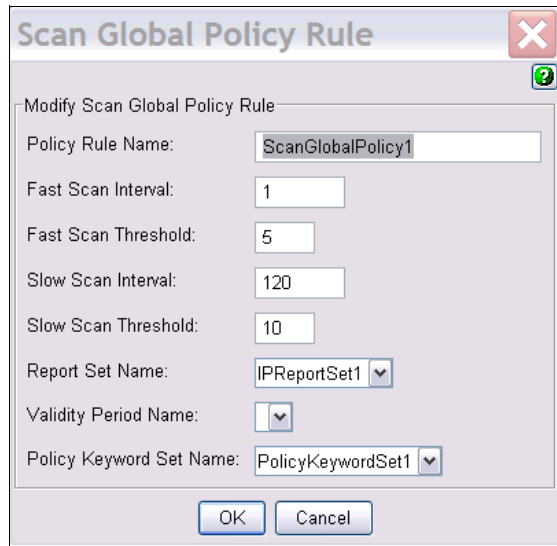 Scan Global Policy Rule
Modify Scan Global Policy Rule
Policy Rule Name: ScanGlobalPolicy1
Fast Scan Interval: 1
Fast Scan Threshold: 5
Slow Scan Interval: 120
Slow Scan Threshold: 10
Report Set Name: IPReportSet1
Validity Period Name:
Policy Keyword Set Name: PolicyKeywordSet1
OK Cancel